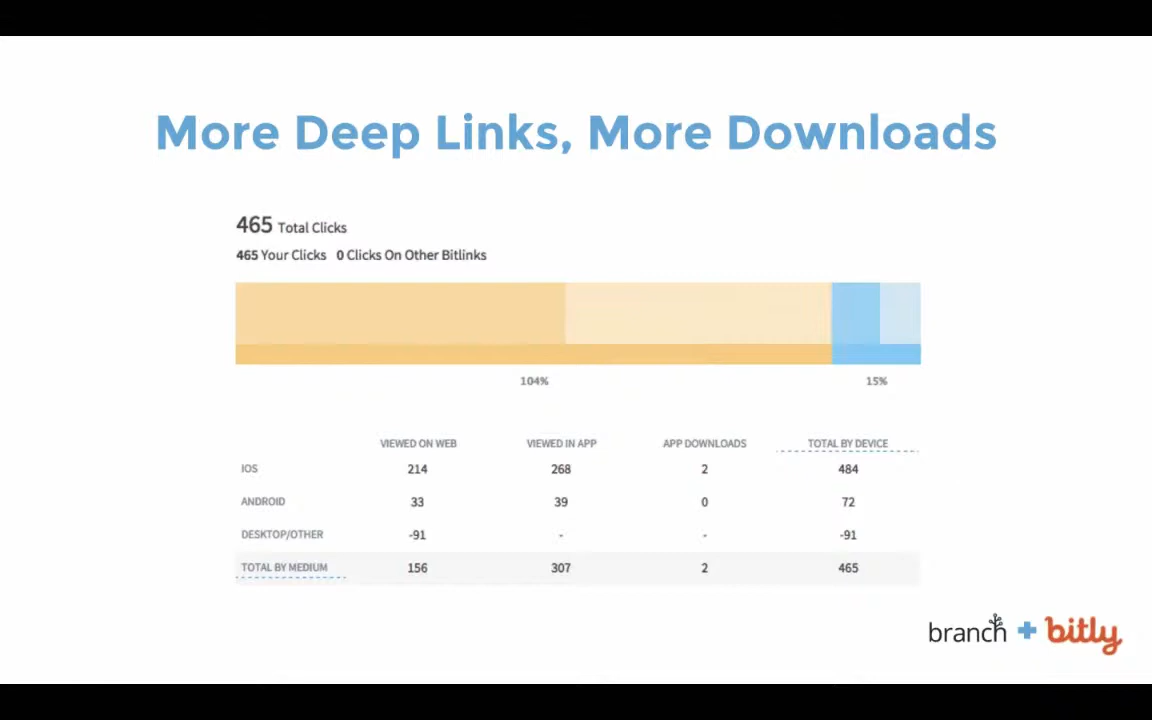 More Deep Links, More Downloads
465 Total Clicks
465 Your Clicks 0 Clicks On Other Bitlinks
104% 15%
VIEWED ON WEB VIEWED IN APP APP DOWNLOADS TOTAL BY DEVICE
IOS 214 268 2 484
ANDROID 33 39 0 72
DESKTOP/OTHER -91 - - -91
TOTAL BY MEDIUM 156 307 2 465
branch + bitly